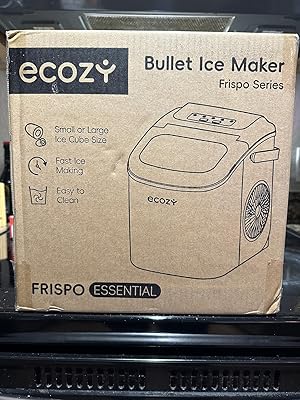 ecozy
Bullet Ice Maker
Frispo Series
Small or Large
Ice Cube Size
Fast Ice
Making
Easy to
Clean
ecozy
FRISPO ESSENTIAL